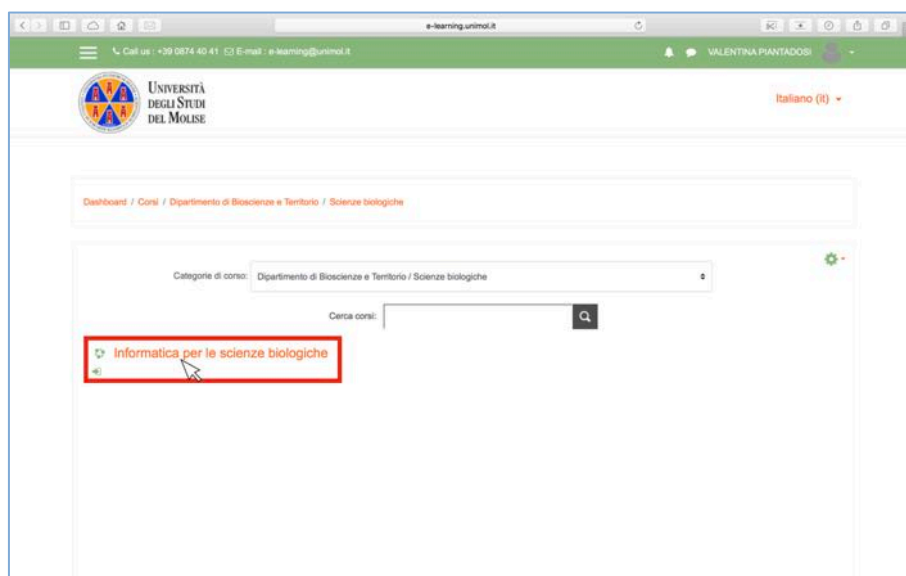 e-learning.unimol.it
Call us : +39 0874 40 41 E-mail : e-learning@unimol.it
VALENTINA PIANTADOSI
UNIVERSITÀ
DEGLI STUDI
DEL MOLISE
Italiano (it)
Dashboard / Corsi / Dipartimento di Bioscienze e Territorio / Scienze biologiche
Categorie di corso: Dipartimento di Bioscienze e Territorio / Scienze biologiche
Cerca corsi:
Informatica per le scienze biologiche